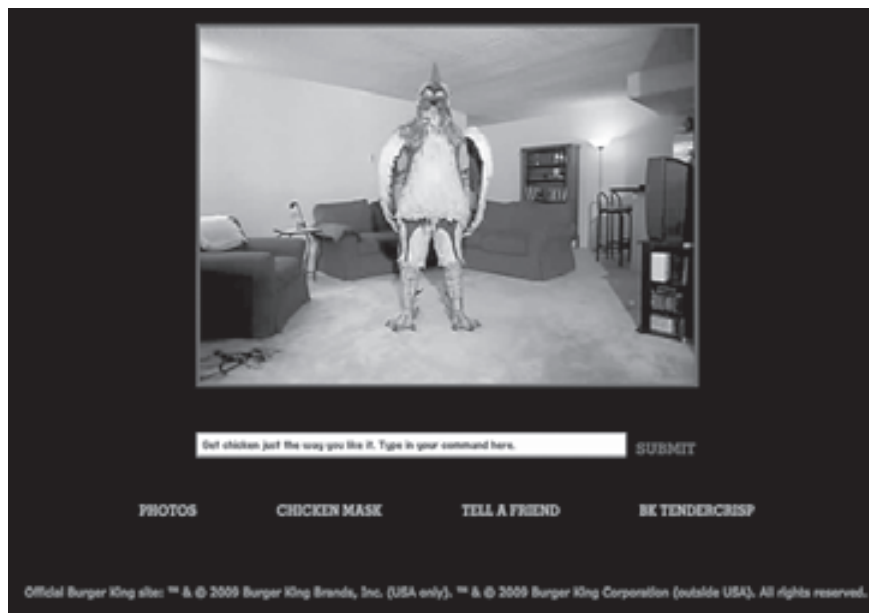 Get chicken just the way you like it. Type in your command here.
SUBMIT
PHOTOS CHICKEN MASK TELL A FRIEND BK TENDERCRISP
Official Burger King site: ™ & © 2009 Burger King Brands, Inc. (USA only). ™ & © 2009 Burger King Corporation (outside USA). All rights reserved.